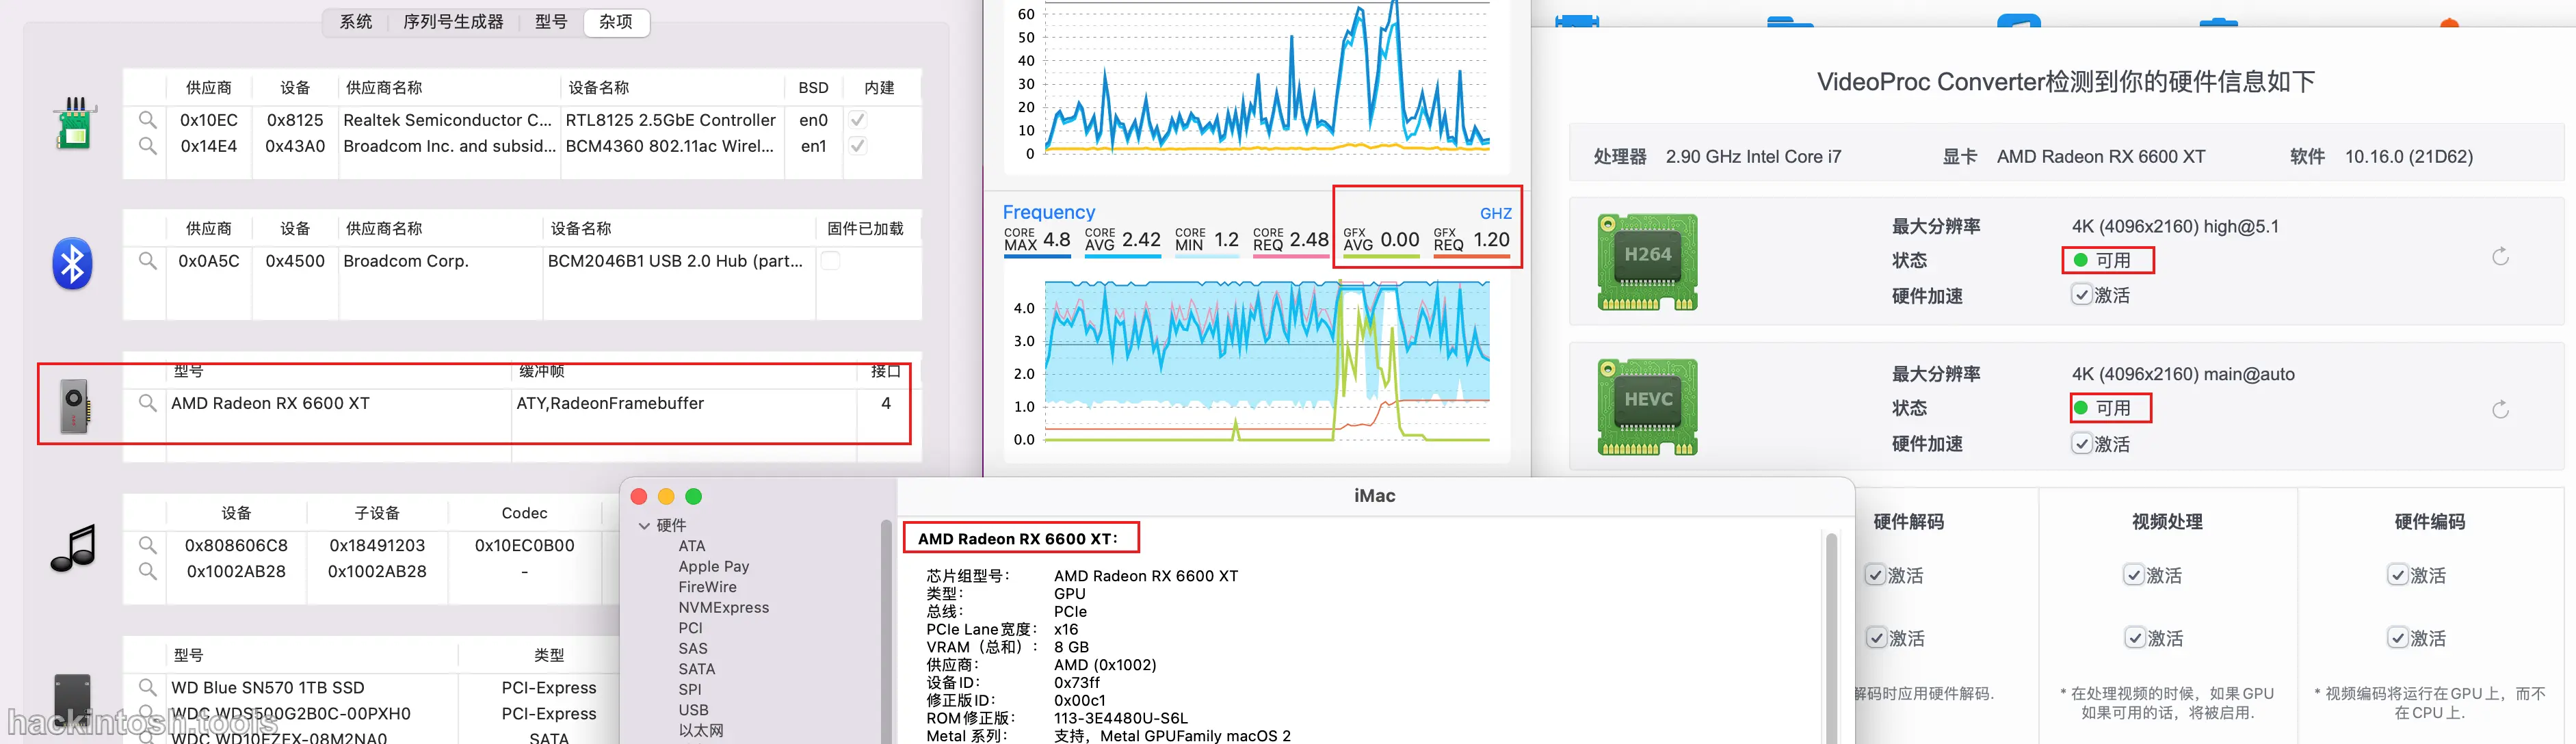 系统 序列号生成器 型号 杂项
供应商 设备 供应商名称 设备名称 BSD 内建
0x10EC 0x8125 Realtek Semiconductor C... RTL8125 2.5GbE Controller en0
0x14E4 0x43A0 Broadcom Inc. and subsid... BCM4360 802.11ac Wirel... en1
供应商 设备 供应商名称 设备名称 固件已加载
0x0A5C 0x4500 Broadcom Corp. BCM2046B1 USB 2.0 Hub (part...
型号 缓冲帧 接口
AMD Radeon RX 6600 XT ATY,RadeonFramebuffer 4
设备 子设备 Codec
0x808606C8 0x18491203 0x10EC0B00
0x1002AB28 0x1002AB28 -
型号 类型
WD Blue SN570 1TB SSD PCI-Express
WDC WDS500G2B0C-00PXH0 PCI-Express
WDC WD10EZEX-08M2NA0 SATA
hackintosh.tools
60
50
40
30
20
10
0
Frequency GHZ
CORE MAX 4.8 CORE AVG 2.42 CORE MIN 1.2 CORE REQ 2.48 GFX AVG 0.00 GFX REQ 1.20
4.0
3.0
2.0
1.0
0.0
iMac
硬件
ATA
Apple Pay
FireWire
NVMExpress
PCI
SAS
SATA
SPI
USB
以太网
AMD Radeon RX 6600 XT：
芯片组型号： AMD Radeon RX 6600 XT
类型： GPU
总线： PCIe
PCIe Lane宽度： x16
VRAM（总和）： 8 GB
供应商： AMD (0x1002)
设备ID： 0x73ff
修正版ID： 0x00c1
ROM修正版： 113-3E4480U-S6L
Metal 系列： 支持，Metal GPUFamily macOS 2
VideoProc Converter检测到你的硬件信息如下
处理器 2.90 GHz Intel Core i7 显卡 AMD Radeon RX 6600 XT 软件 10.16.0 (21D62)
H264
最大分辨率 4K (4096x2160) high@5.1
状态 可用
硬件加速 激活
HEVC
最大分辨率 4K (4096x2160) main@auto
状态 可用
硬件加速 激活
硬件解码 视频处理 硬件编码
激活 激活 激活
激活 激活 激活
解码时应用硬件解码.
* 在处理视频的时候，如果GPU
如果可用的话，将被启用.
* 视频编码将运行在GPU上，而不
在CPU上.